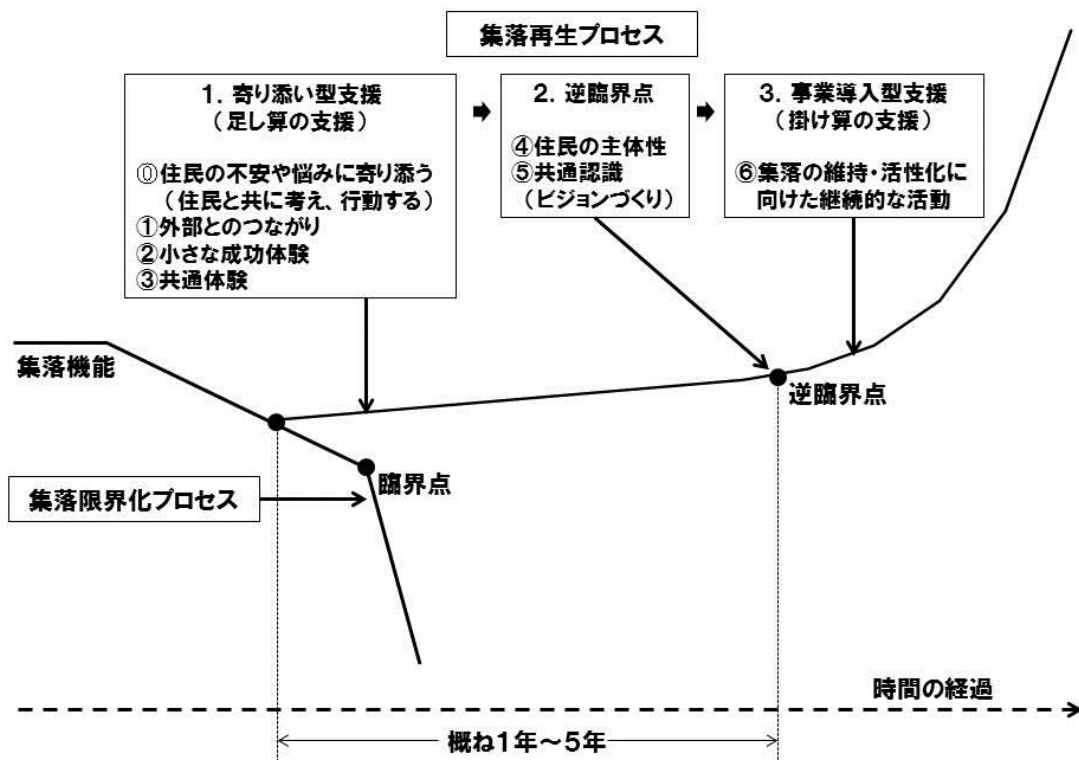 集落再生プロセス
1. 寄り添い型支援
（足し算の支援）
⓪住民の不安や悩みに寄り添う
（住民と共に考え、行動する）
①外部とのつながり
②小さな成功体験
③共通体験
2. 逆臨界点
④住民の主体性
⑤共通認識
（ビジョンづくり）
3. 事業導入型支援
（掛け算の支援）
⑥集落の維持・活性化に
向けた継続的な活動
集落機能
逆臨界点
臨界点
集落限界化プロセス
時間の経過
概ね1年～5年